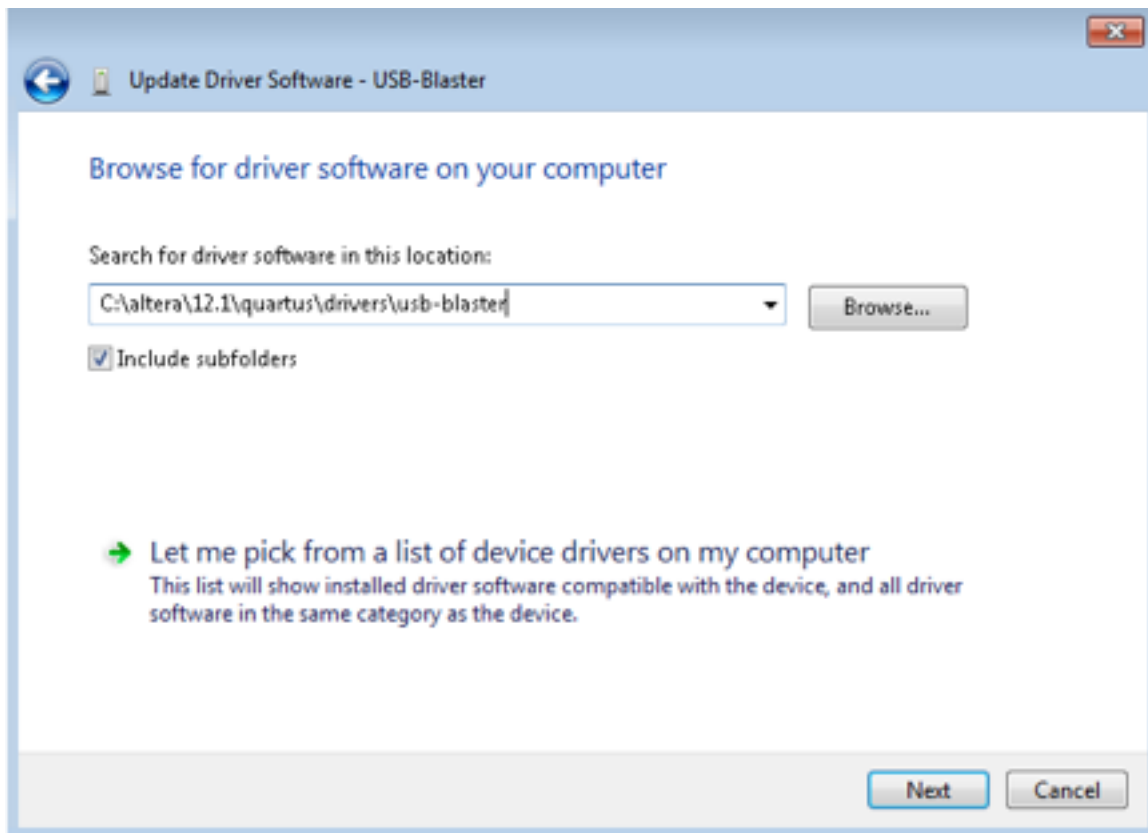 Update Driver Software - USB-Blaster
Browse for driver software on your computer
Search for driver software in this location:
C:\altera\12.1\quartus\drivers\usb-blaster
Browse...
Include subfolders
Let me pick from a list of device drivers on my computer
This list will show installed driver software compatible with the device, and all driver
software in the same category as the device.
Next
Cancel